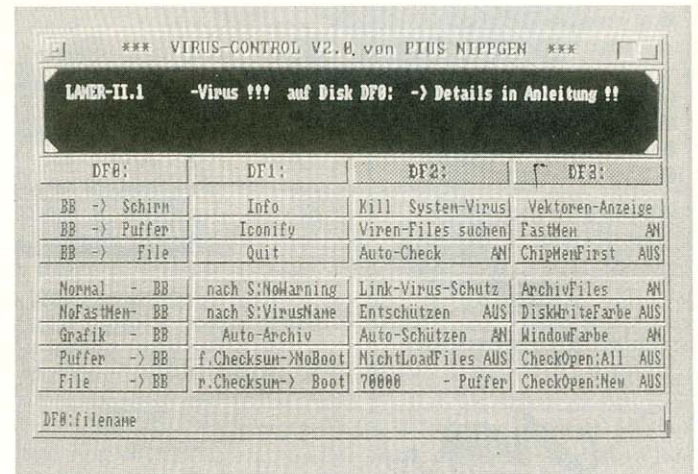 *** VIRUS-CONTROL V2.0 von PIUS NIPPGEN ***
LAMER-II.1 -Virus !!! auf Disk DF0: -> Details in Anleitung !!
DF0: DF1: DF2: DF3:
BB -> Schirm Info Kill System-Virus Vektoren-Anzeige
BB -> Puffer Iconify Viren-Files suchen FastMem AN
BB -> File Quit Auto-Check AN ChipMemFirst AUS
Normal - BB nach S:NoWarning Link-Virus-Schutz ArchivFiles AN
NoFastMem- BB nach S:VirusName Entschützen AUS DiskWriteFarbe AUS
Grafik - BB Auto-Archiv Auto-Schützen AN WindowFarbe AN
Puffer -> BB f.Checksum->NoBoot NichtLoadFiles AUS CheckOpen:All AUS
File -> BB r.Checksum-> Boot 70000 - Puffer CheckOpen:New AUS
DF0:filename